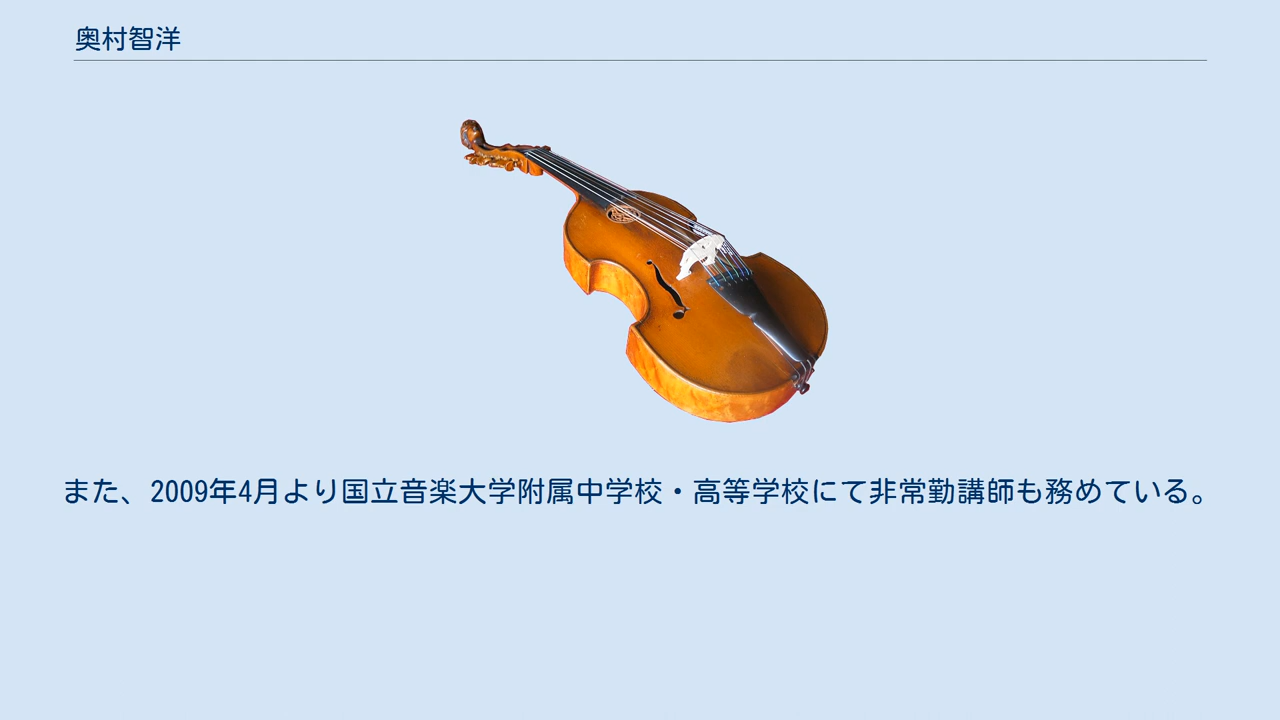 奥村智洋
また、2009年4月より国立音楽大学附属中学校・高等学校にて非常勤講師も務めている。